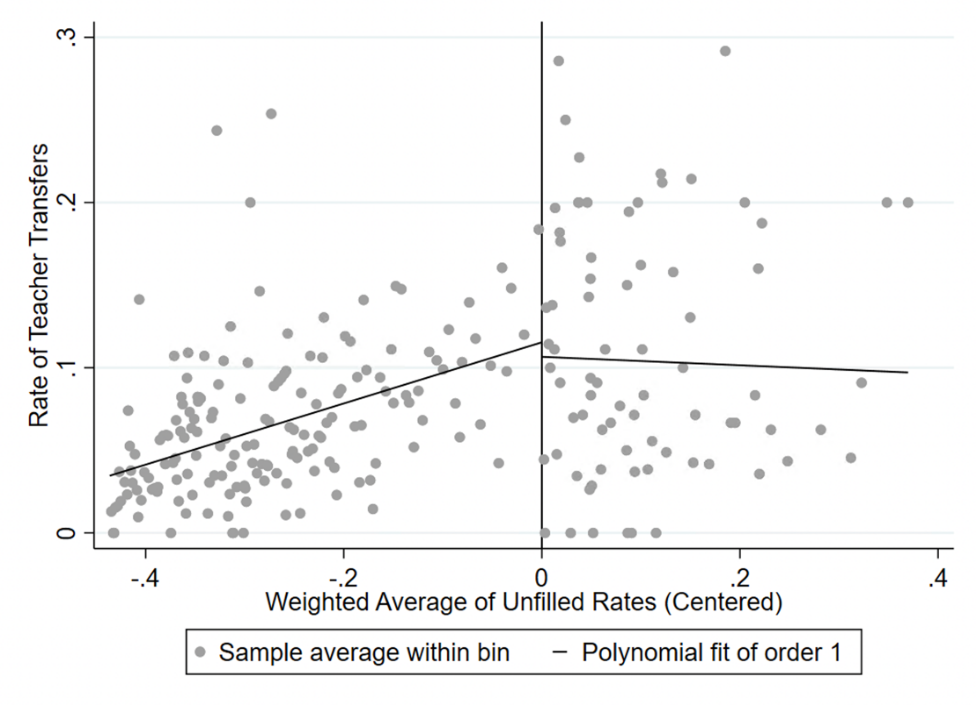 .3
.2
.1
0
Rate of Teacher Transfers
-.4 -.2 0 .2 .4
Weighted Average of Unfilled Rates (Centered)
Sample average within bin Polynomial fit of order 1